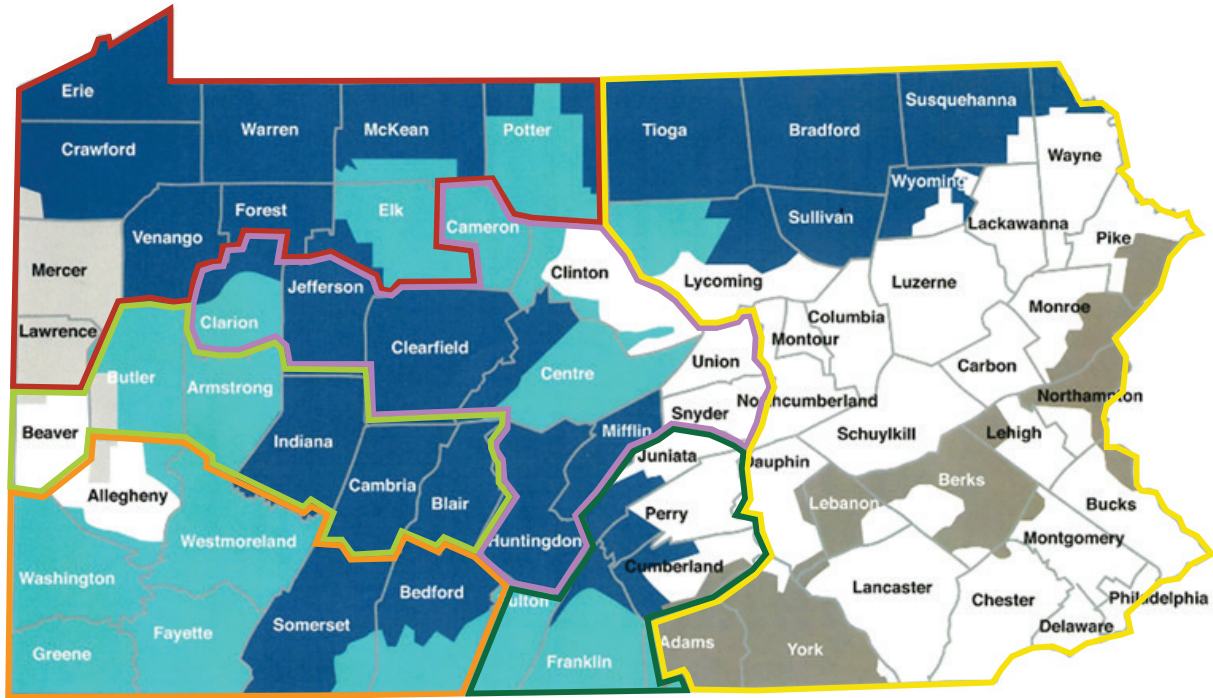 Erie
Susquehanna
Warren
McKean
Potter
Tioga
Bradford
Crawford
Wayne
Wyoming
Forest
Elk
Cameron
Sullivan
Lackawanna
Venango
Pike
Mercer
Clinton
Lycoming
Luzerne
Jefferson
Monroe
Columbia
Clarion
Lawrence
Montour
Clearfield
Union
Carbon
Butler
Centre
Armstrong
Northampton
Northcumberland
Snyder
Beaver
Mifflin
Schuylkill
Lehigh
Indiana
Juniata
Dauphin
Cambria
Berks
Allegheny
Blair
Lebanon
Bucks
Perry
Westmoreland
Huntingdon
Montgomery
Cumberland
Washington
Lancaster
Bedford
Chester
Philadelphia
ulton
Somerset
Delaware
Fayette
Adams
York
Greene
Franklin